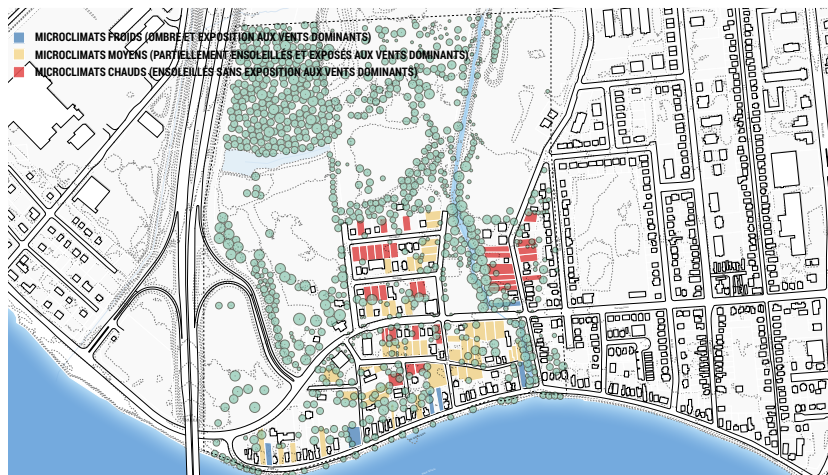 MICROCLIMATS FROIDS (OMBRE ET EXPOSITION AUX VENTS DOMINANTS)
MICROCLIMATS MOYENS (PARTIELLEMENT ENSOLEILLÉS ET EXPOSÉS AUX VENTS DOMINANTS)
MICROCLIMATS CHAUDS (ENSOLEILLÉS SANS EXPOSITION AUX VENTS DOMINANTS)